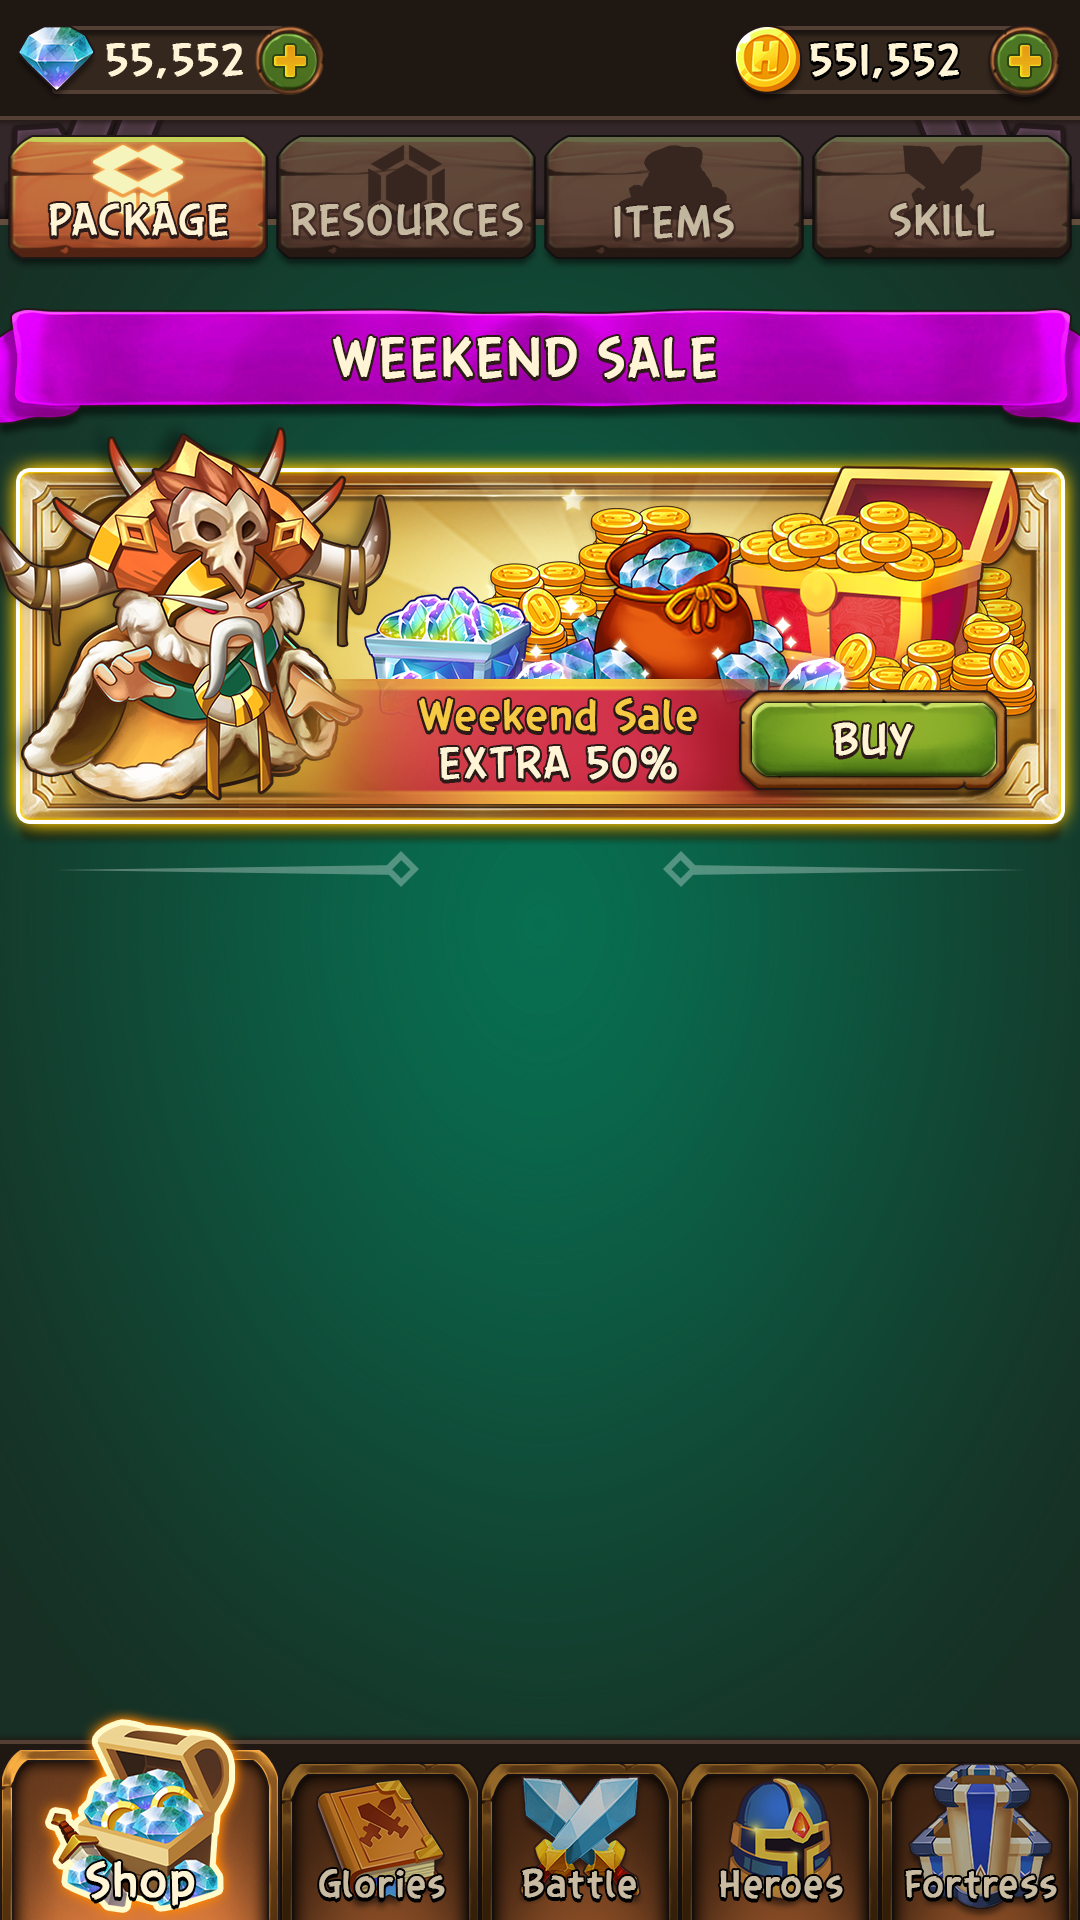 55,552
551,552
PACKAGE
RESOURCES
ITEMS
SKILL
WEEKEND SALE
Weekend Sale
EXTRA 50%
BUY
Shop
Glories
Battle
Heroes
Fortress